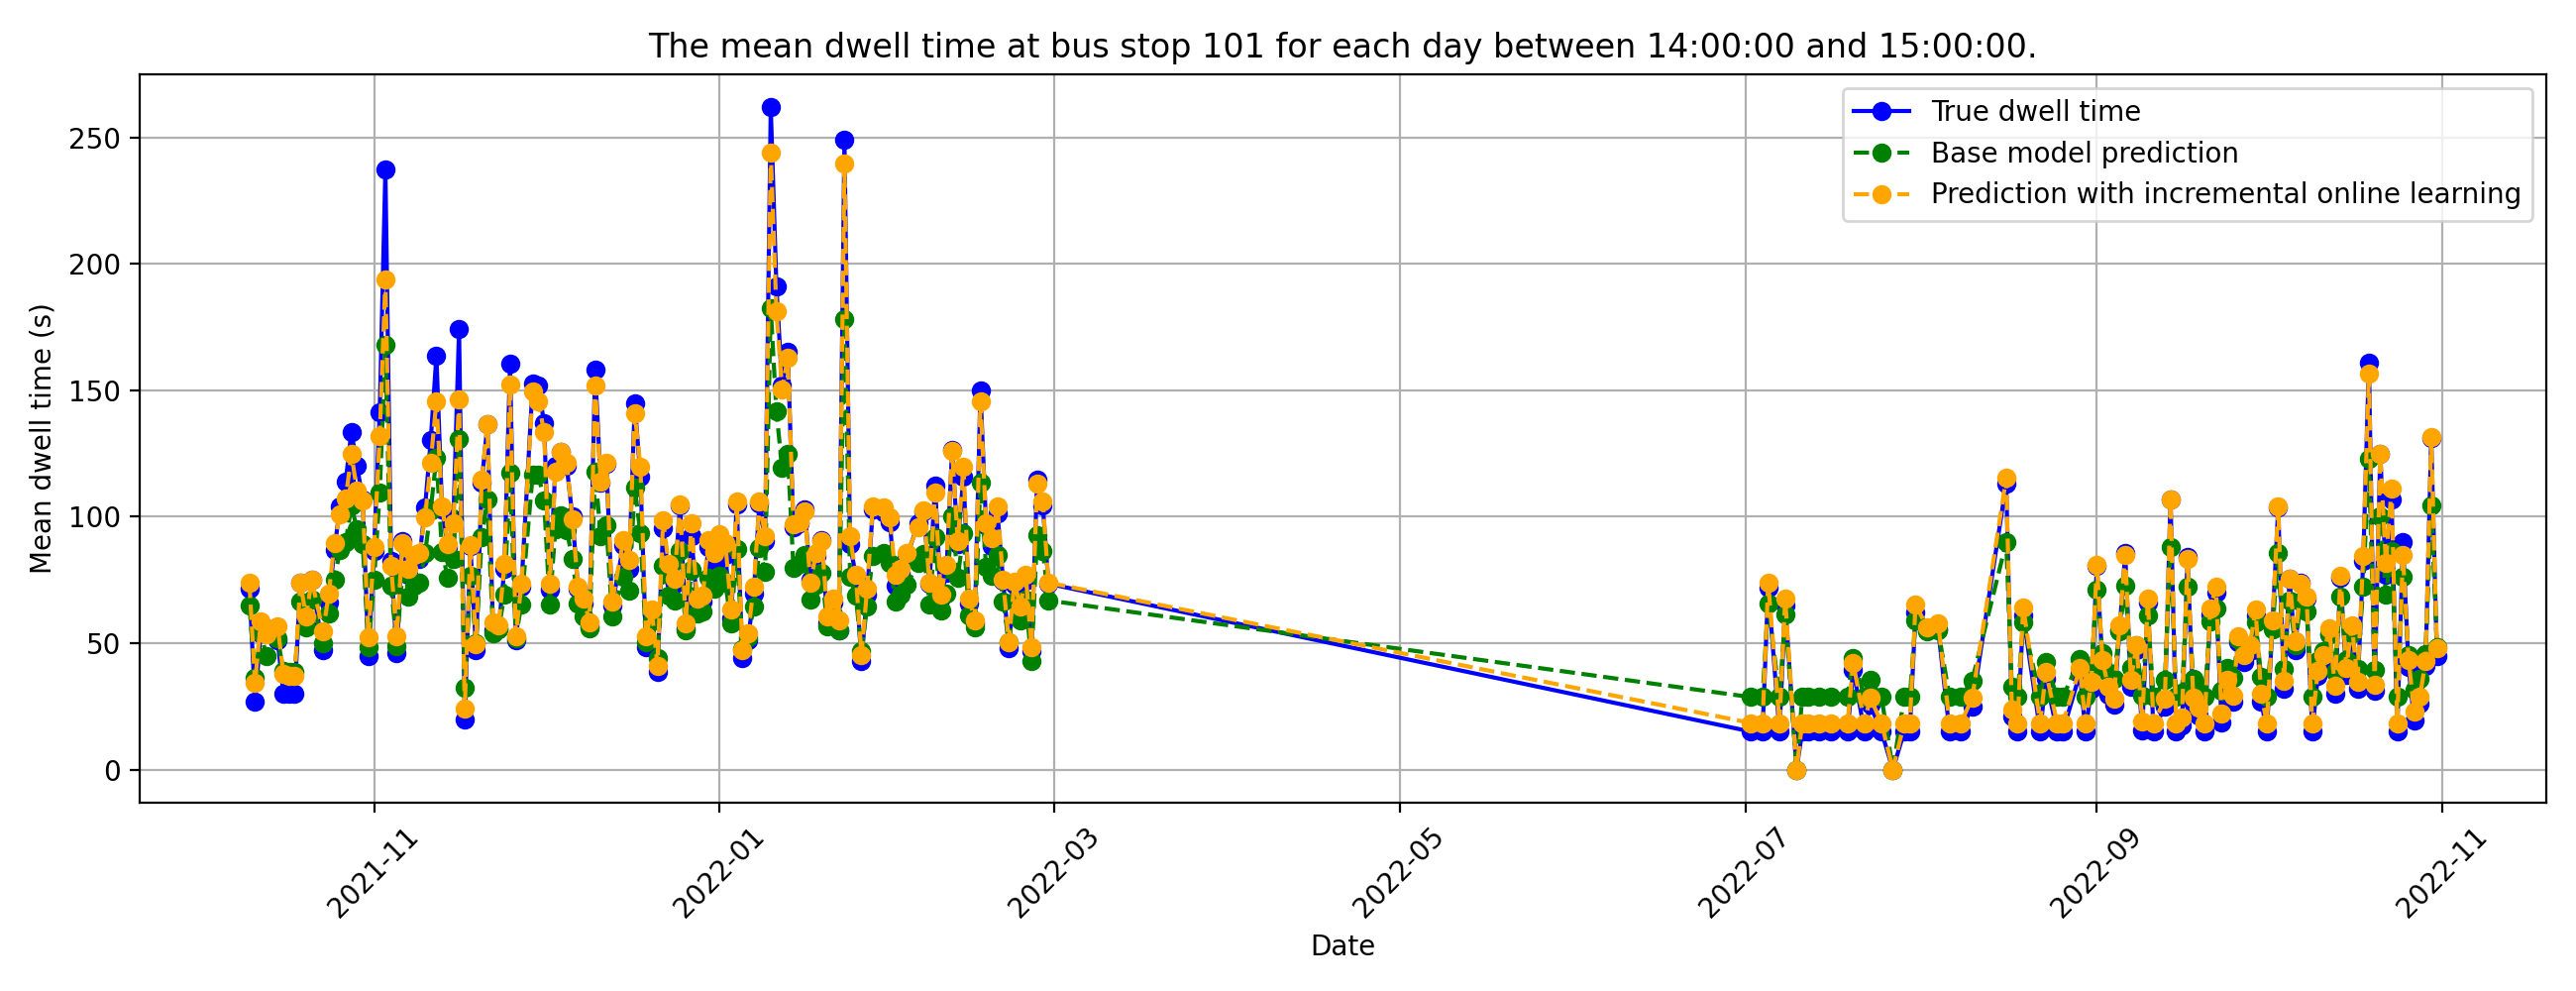 The mean dwell time at bus stop 101 for each day between 14:00:00 and 15:00:00.
True dwell time
Base model prediction
Prediction with incremental online learning
Mean dwell time (s)
250
200
150
100
50
0
2021-11
2022-01
2022-03
2022-05
2022-07
2022-09
2022-11
Date